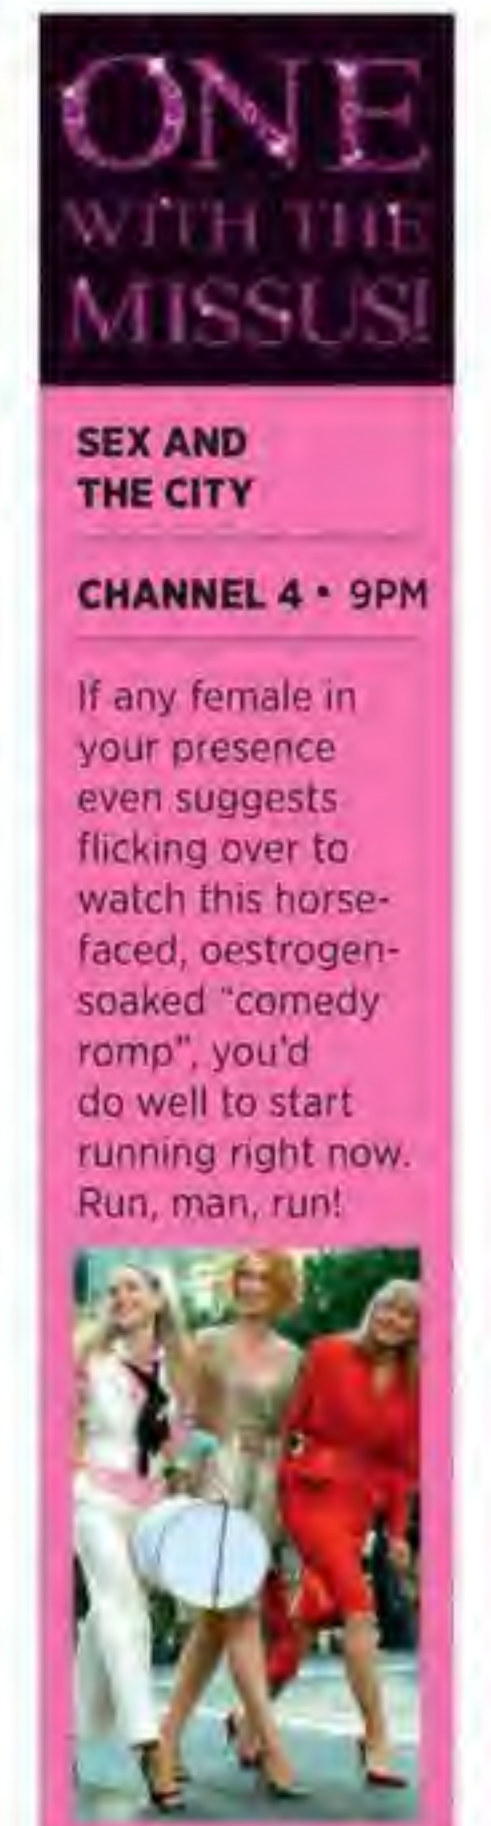 ONE
WITH THE
MISSUS!
SEX AND
THE CITY
CHANNEL 4 • 9PM
If any female in
your presence
even suggests
flicking over to
watch this horse-
faced, oestrogen-
soaked “comedy
romp”, you’d
do well to start
running right now.
Run, man, run!